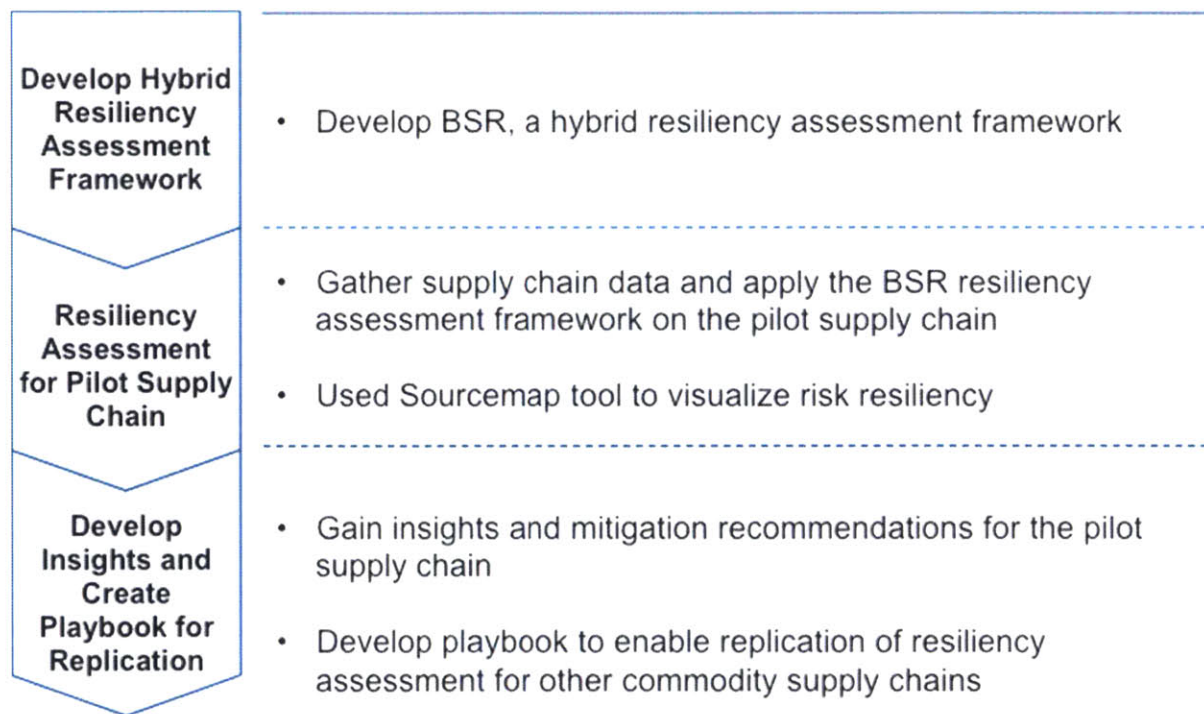 Develop Hybrid
Resiliency
Assessment
Framework
• Develop BSR, a hybrid resiliency assessment framework
Resiliency
Assessment
for Pilot Supply
Chain
• Gather supply chain data and apply the BSR resiliency
assessment framework on the pilot supply chain
• Used Sourcemap tool to visualize risk resiliency
Develop
Insights and
Create
Playbook for
Replication
• Gain insights and mitigation recommendations for the pilot
supply chain
• Develop playbook to enable replication of resiliency
assessment for other commodity supply chains